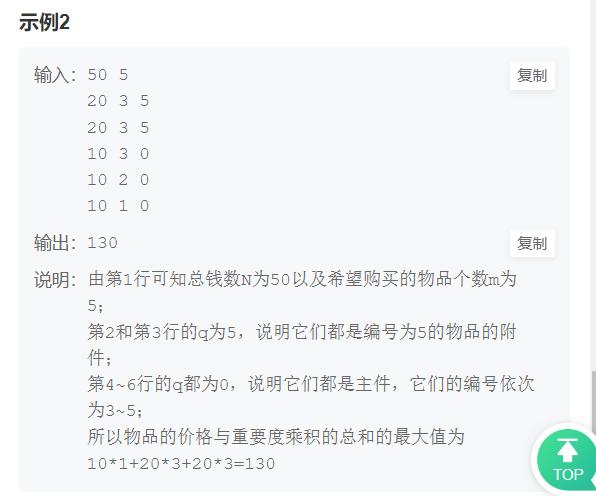 示例2
输入：50 5
复制
20 3 5
20 3 5
10 3 0
10 2 0
10 1 0
输出：130
复制
说明：由第1行可知总钱数N为50以及希望购买的物品个数m为
5；
第2和第3行的q为5，说明它们都是编号为5的物品的附
件；
第4~6行的q都为0，说明它们都是主件，它们的编号依次
为3~5；
所以物品的价格与重要度乘积的总和的最大值为
10*1+20*3+20*3=130
TOP